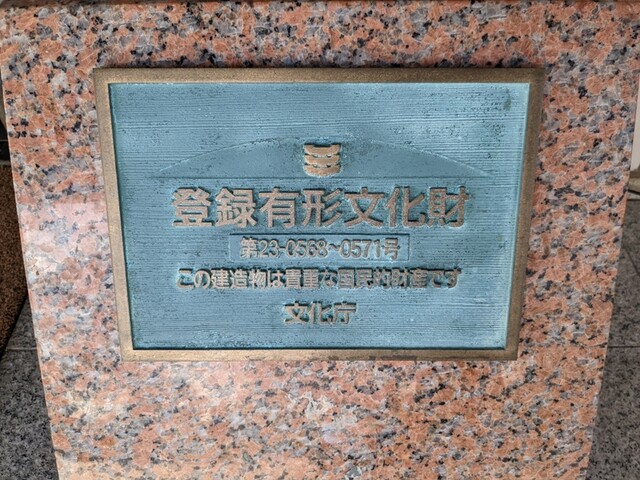 登録有形文化財
第23-0568~0571号
この建造物は貴重な国民的財産です
文化庁